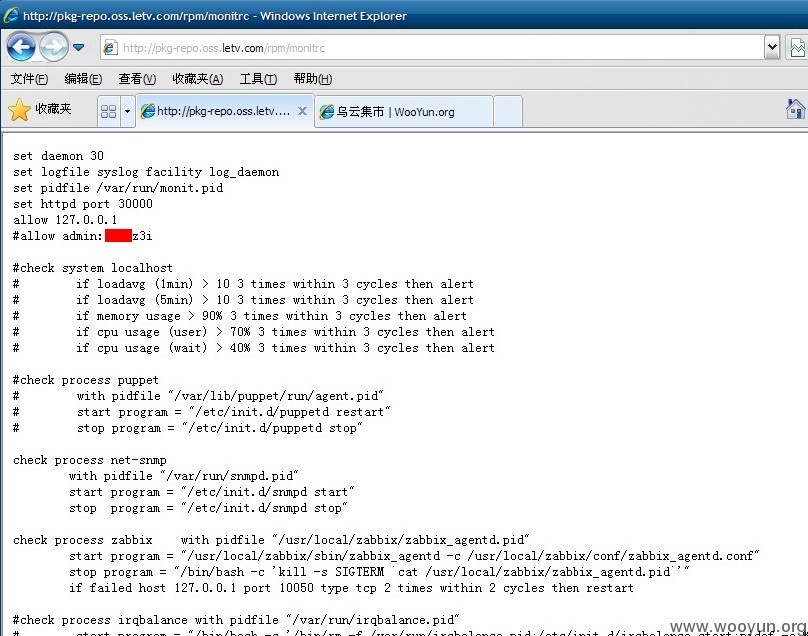 http://pkg-repo.oss.letv.com/rpm/monitrc - Windows Internet Explorer
http://pkg-repo.oss.letv.com/rpm/monitrc
文件(F) 编辑(E) 查看(V) 收藏夹(A) 工具(T) 帮助(H)
收藏夹 http://pkg-repo.oss.letv.... 乌云集市 | WooYun.org
set daemon 30
set logfile syslog facility log_daemon
set pidfile /var/run/monit.pid
set httpd port 30000
allow 127.0.0.1
#allow admin: z3i
#check system localhost
# if loadavg (1min) > 10 3 times within 3 cycles then alert
# if loadavg (5min) > 10 3 times within 3 cycles then alert
# if memory usage > 90% 3 times within 3 cycles then alert
# if cpu usage (user) > 70% 3 times within 3 cycles then alert
# if cpu usage (wait) > 40% 3 times within 3 cycles then alert
#check process puppet
# with pidfile "/var/lib/puppet/run/agent.pid"
# start program = "/etc/init.d/puppetd restart"
# stop program = "/etc/init.d/puppetd stop"
check process net-snmp
with pidfile "/var/run/snmpd.pid"
start program = "/etc/init.d/snmpd start"
stop program = "/etc/init.d/snmpd stop"
check process zabbix with pidfile "/usr/local/zabbix/zabbix_agentd.pid"
start program = "/usr/local/zabbix/sbin/zabbix_agentd -c /usr/local/zabbix/conf/zabbix_agentd.conf"
stop program = "/bin/bash -c 'kill -s SIGTERM `cat /usr/local/zabbix/zabbix_agentd.pid`'"
if failed host 127.0.0.1 port 10050 type tcp 2 times within 2 cycles then restart
#check process irqbalance with pidfile "/var/run/irqbalance.pid"
www.wooyun.org